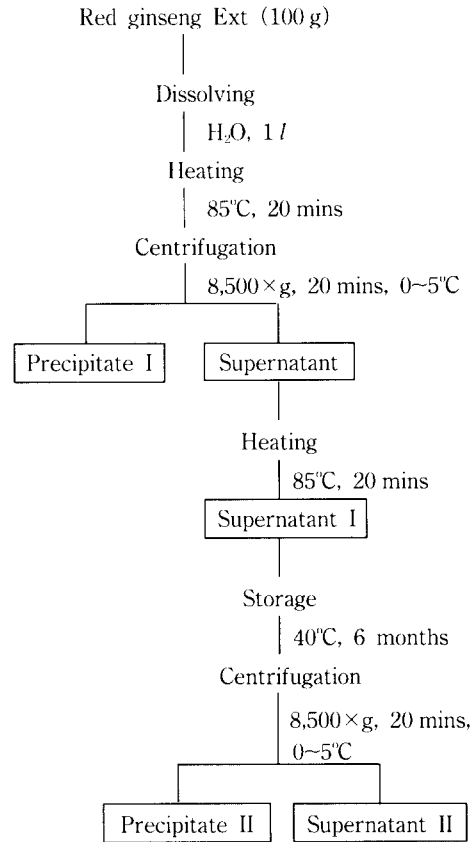 Red ginseng Ext (100 g)
Dissolving
H₂O, 1 l
Heating
85℃, 20 mins
Centrifugation
8,500×g, 20 mins, 0~5℃
Precipitate I
Supernatant
Heating
85℃, 20 mins
Supernatant I
Storage
40℃, 6 months
Centrifugation
8,500×g, 20 mins,
0~5℃
Precipitate II
Supernatant II